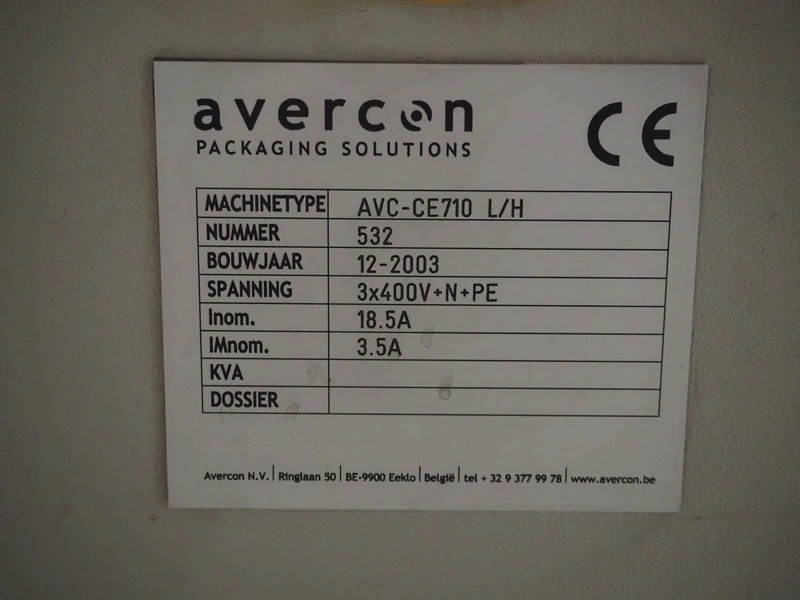 avercon
PACKAGING SOLUTIONS
CE
MACHINETYPE AVC-CE710 L/H
NUMMER 532
BOUWJAAR 12-2003
SPANNING 3x400V+N+PE
Inom. 18.5A
IMnom. 3.5A
KVA
DOSSIER
Avercon N.V. | Ringlaan 50 | BE-9900 Eeklo | België | tel + 32 9 377 99 78 | www.avercon.be